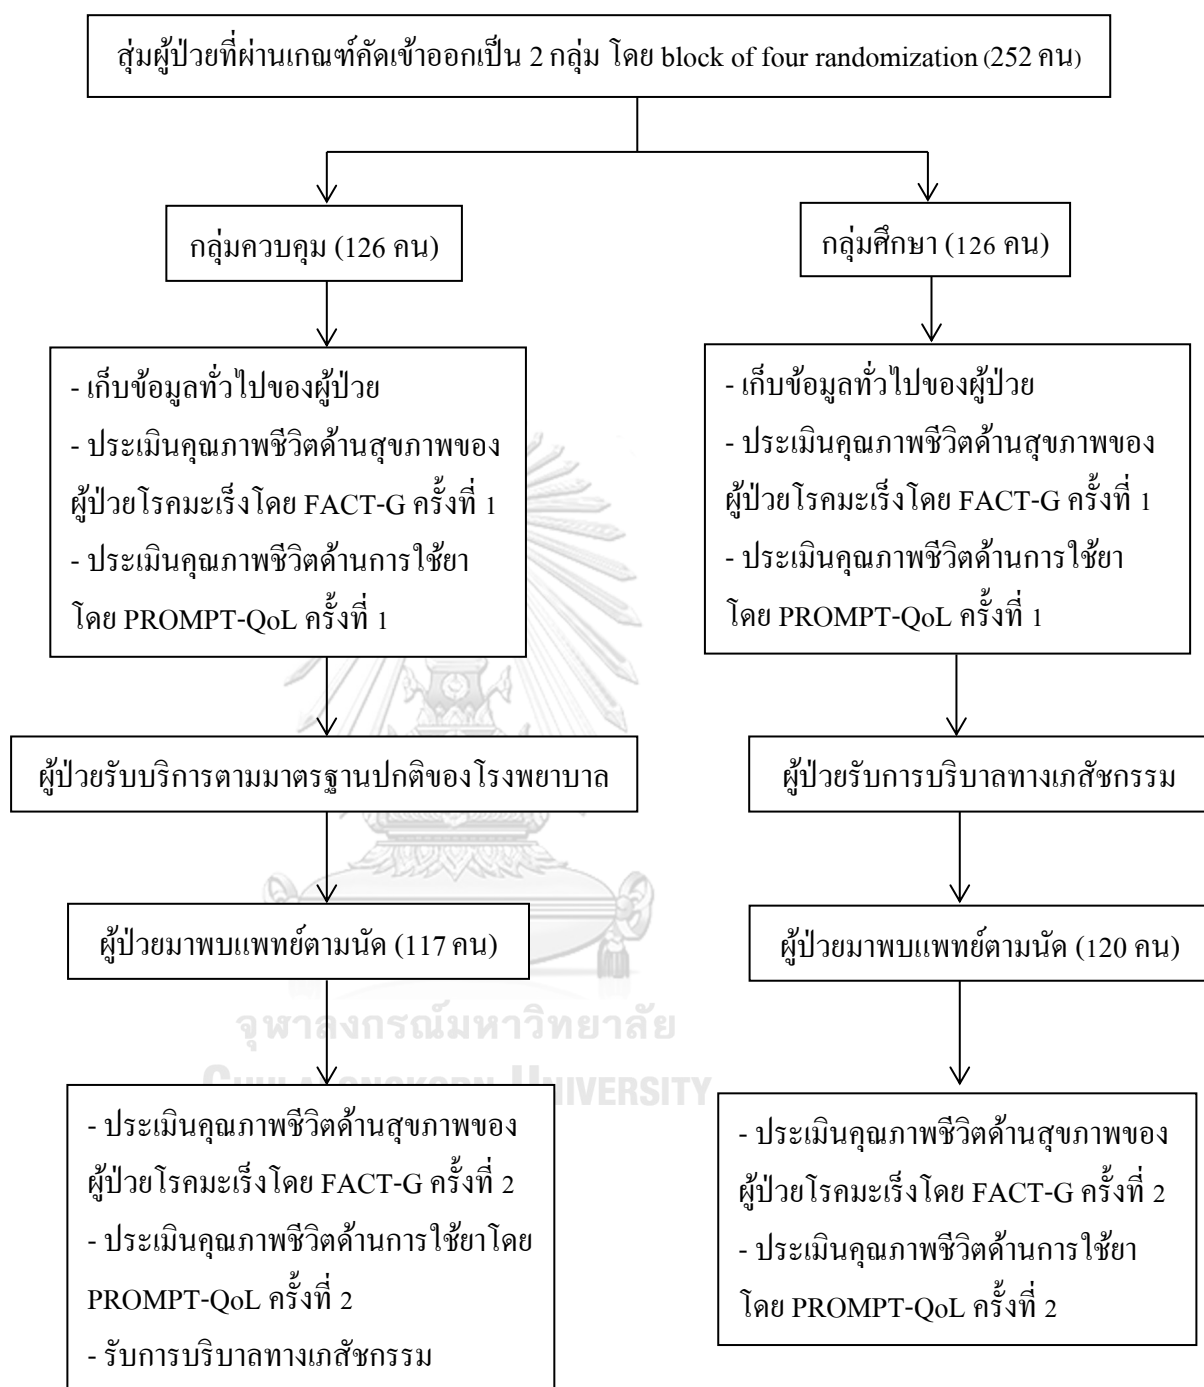 สุ่มผู้ป่วยที่ผ่านเกณฑ์คัดเข้าออกเป็น 2 กลุ่ม โดย block of four randomization (252 คน)
กลุ่มควบคุม (126 คน)
กลุ่มศึกษา (126 คน)
- เก็บข้อมูลทั่วไปของผู้ป่วย
- ประเมินคุณภาพชีวิตด้านสุขภาพของ
ผู้ป่วยโรคมะเร็งโดย FACT-G ครั้งที่ 1
- ประเมินคุณภาพชีวิตด้านการใช้ยา
โดย PROMPT-QoL ครั้งที่ 1
- เก็บข้อมูลทั่วไปของผู้ป่วย
- ประเมินคุณภาพชีวิตด้านสุขภาพของ
ผู้ป่วยโรคมะเร็งโดย FACT-G ครั้งที่ 1
- ประเมินคุณภาพชีวิตด้านการใช้ยา
โดย PROMPT-QoL ครั้งที่ 1
ผู้ป่วยรับบริการตามมาตรฐานปกติของโรงพยาบาล
ผู้ป่วยรับการบริบาลทางเภสัชกรรม
ผู้ป่วยมาพบแพทย์ตามนัด (117 คน)
ผู้ป่วยมาพบแพทย์ตามนัด (120 คน)
จุฬาลงกรณ์มหาวิทยาลัย
CHULALONGKORN UNIVERSITY
- ประเมินคุณภาพชีวิตด้านสุขภาพของ
ผู้ป่วยโรคมะเร็งโดย FACT-G ครั้งที่ 2
- ประเมินคุณภาพชีวิตด้านการใช้ยาโดย
PROMPT-QoL ครั้งที่ 2
- รับการบริบาลทางเภสัชกรรม
- ประเมินคุณภาพชีวิตด้านสุขภาพของ
ผู้ป่วยโรคมะเร็งโดย FACT-G ครั้งที่ 2
- ประเมินคุณภาพชีวิตด้านการใช้ยา
โดย PROMPT-QoL ครั้งที่ 2